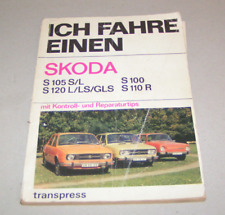 ICH FAHRE
EINEN
SKODA
S 105 S/L S 100
S 120 L/LS/GLS S 110 R
mit Kontroll- und Reparaturtips
transpress